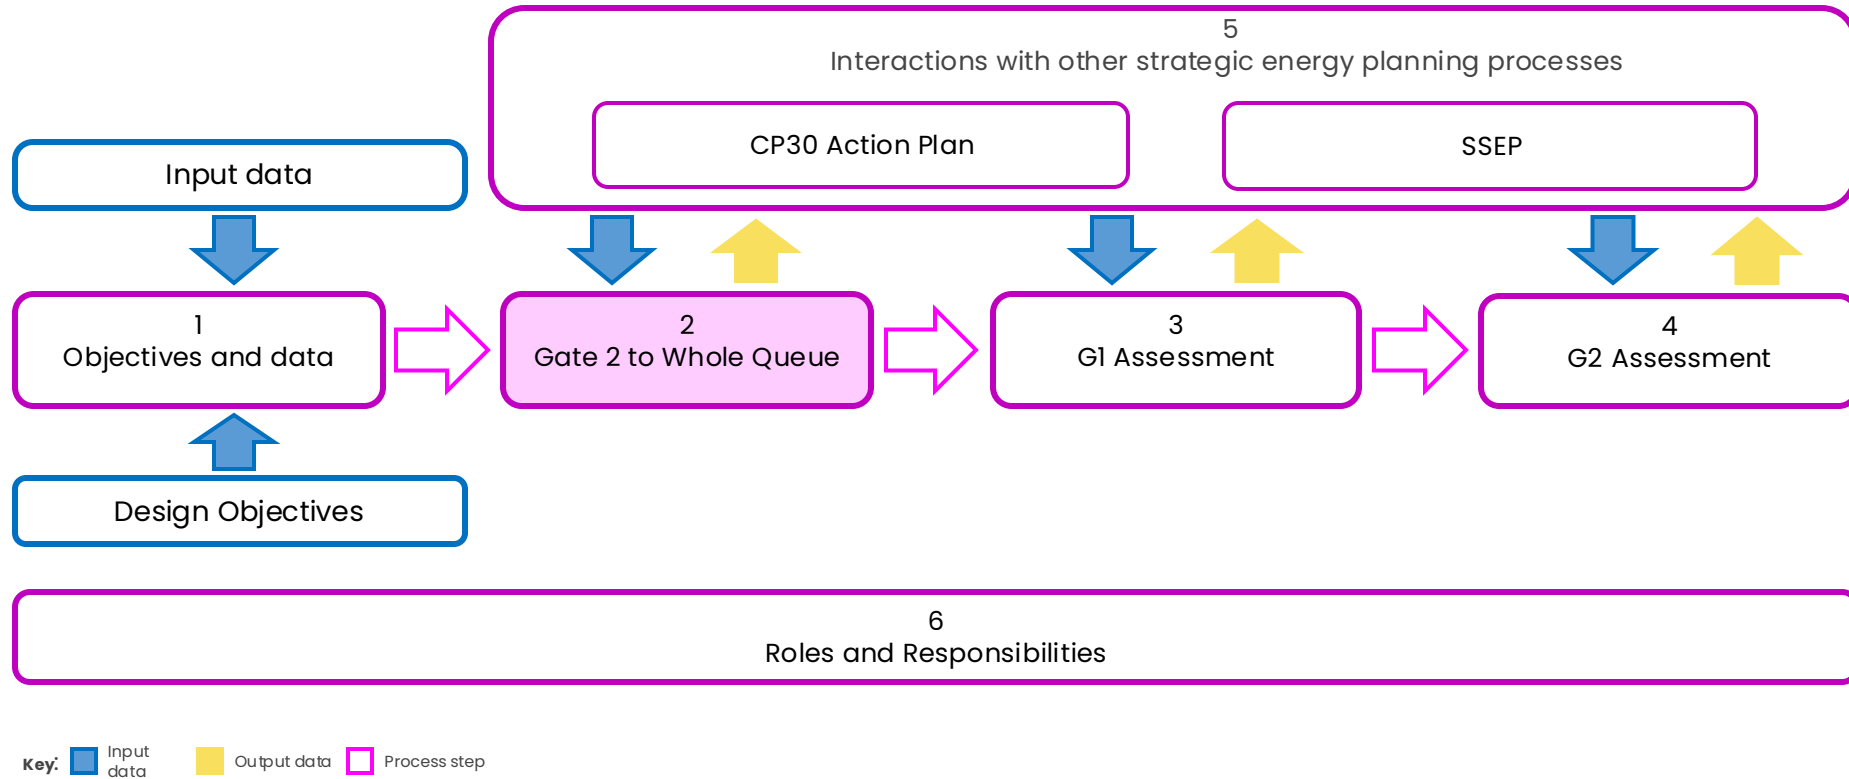 5
Interactions with other strategic energy planning processes
CP30 Action Plan
SSEP
Input data
1
Objectives and data
2
Gate 2 to Whole Queue
3
G1 Assessment
4
G2 Assessment
Design Objectives
6
Roles and Responsibilities
Key:
Input
data
Output data
Process step